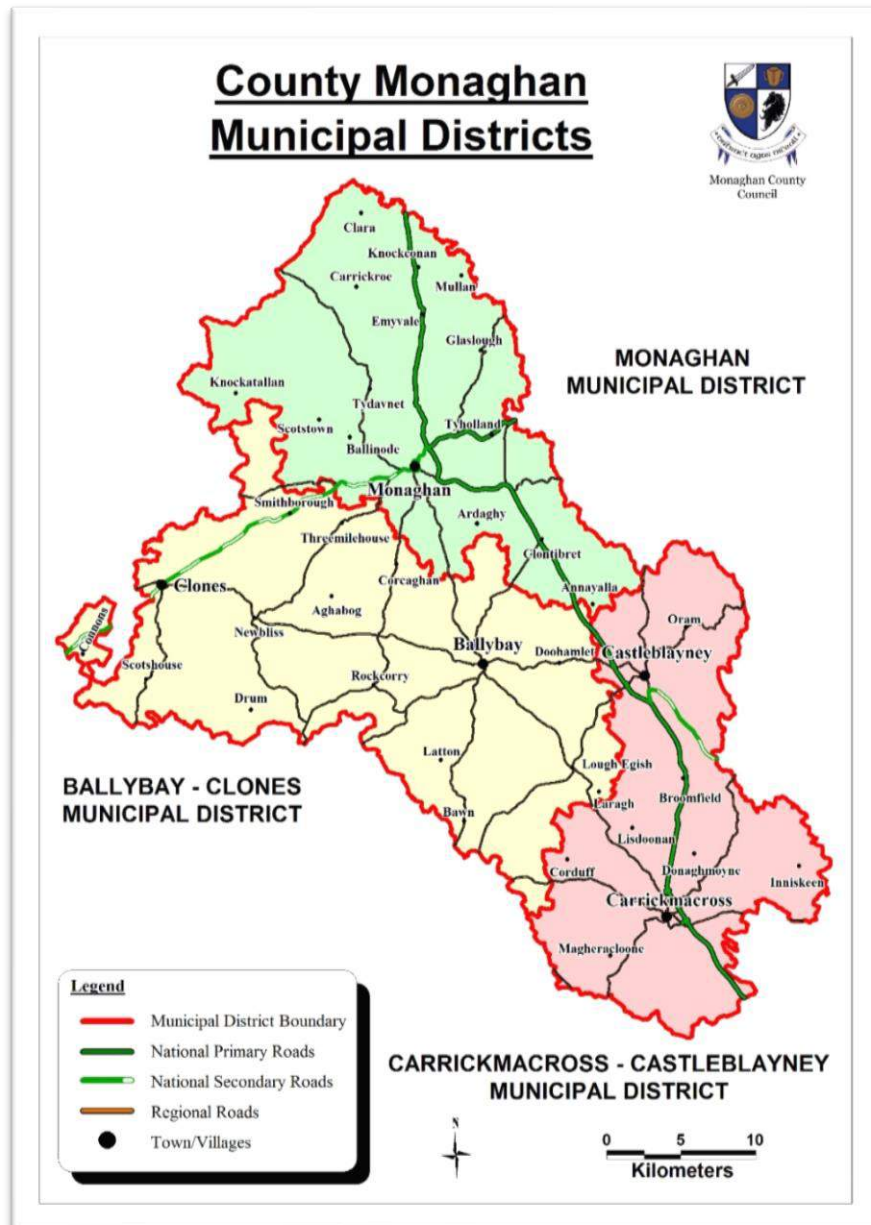 County Monaghan
Municipal Districts
Monaghan County
Council
Clara
Knockconan
Carrickroe
Mullan
Emyvale
Glaslough
MONAGHAN
MUNICIPAL DISTRICT
Knockatallan
Tydavnet
Scotstown
Tyholland
Ballinode
Monaghan
Smithborough
Ardaghy
Threemilehouse
Clontibret
Corcaghan
Clones
Annayalla
Aghabog
Oram
Connons
Newbliss
Ballybay
Doohamlet
Castleblayney
Scotshouse
Rockcorry
Drum
Latton
Lough Egish
BALLYBAY - CLONES
MUNICIPAL DISTRICT
Broomfield
Laragh
Bawn
Lisdoonan
Corduff
Donaghmoyne
Inniskeen
Carrickmacross
Magheracloone
Legend
Municipal District Boundary
National Primary Roads
National Secondary Roads
Regional Roads
Town/Villages
CARRICKMACROSS - CASTLEBLAYNEY
MUNICIPAL DISTRICT
N
0 5 10
Kilometers